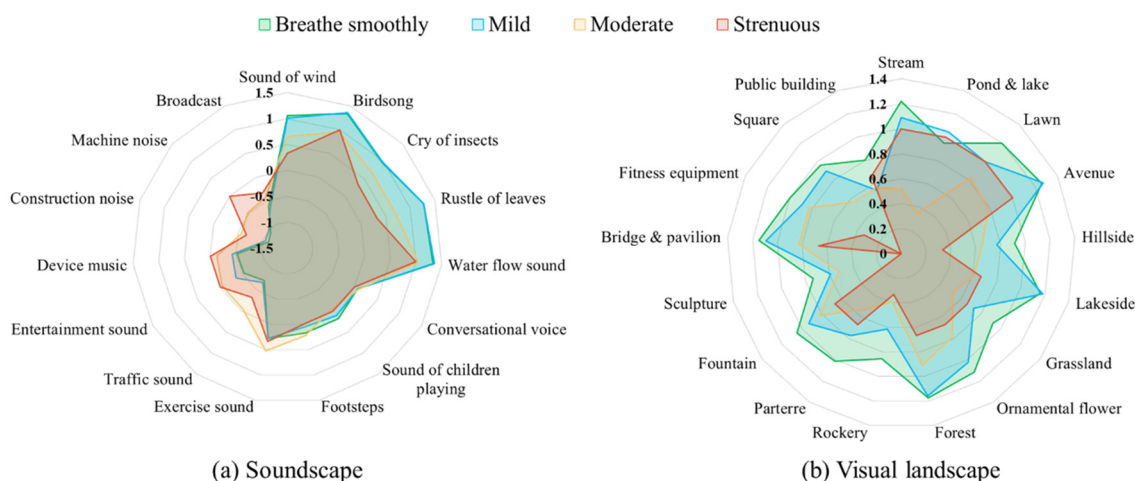 Breathe smoothly Mild Moderate Strenuous
Sound of wind
Birdsong
Cry of insects
Rustle of leaves
Water flow sound
Conversational voice
Sound of children
playing
Footsteps
Exercise sound
Traffic sound
Entertainment sound
Device music
Construction noise
Machine noise
Broadcast
1.5
1
0.5
0
-0.5
-1
-1.5
(a) Soundscape
Stream
Pond & lake
Lawn
Avenue
Hillside
Lakeside
Grassland
Ornamental flower
Forest
Rockery
Parterre
Fountain
Sculpture
Bridge & pavilion
Fitness equipment
Square
Public building
1.4
1.2
1
0.8
0.6
0.4
0.2
0
(b) Visual landscape